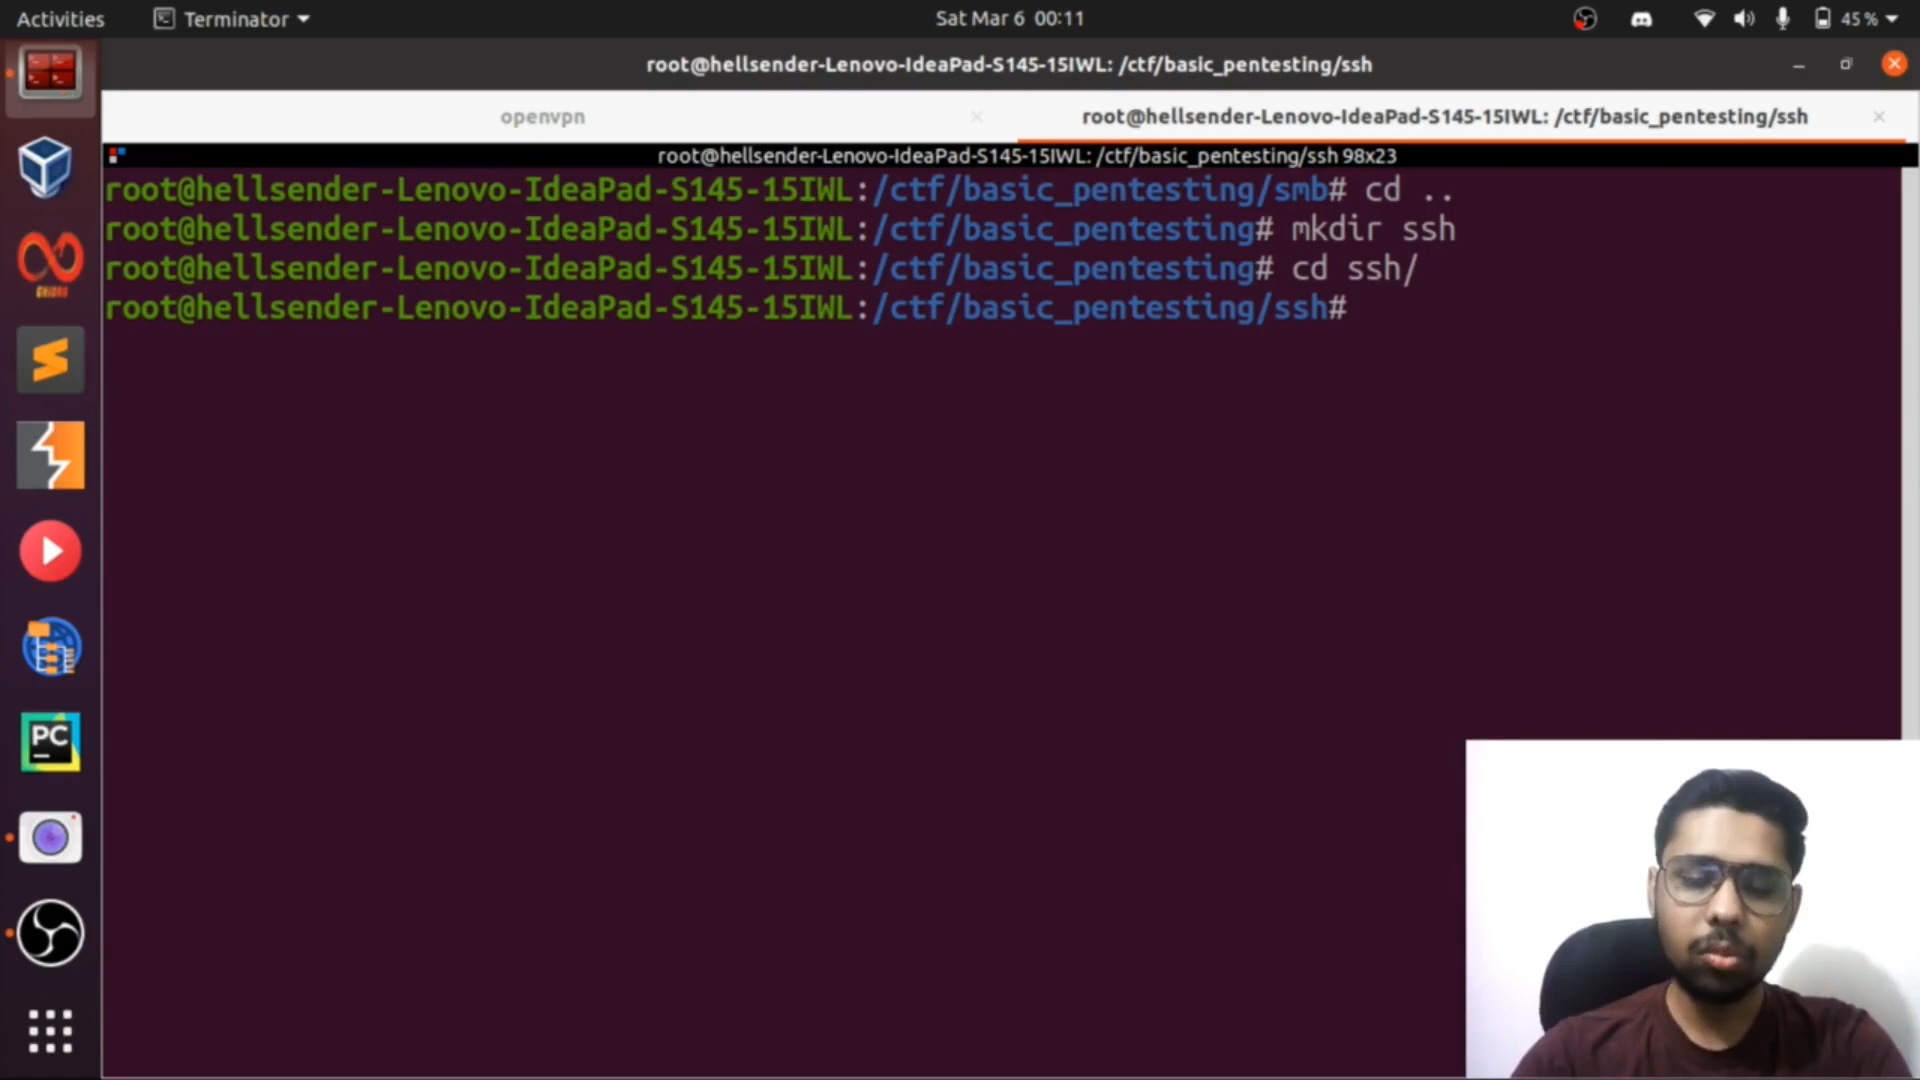 Activities
Terminator
Sat Mar 6 00:11
45 %
root@hellsender-Lenovo-IdeaPad-S145-15IWL: /ctf/basic_pentesting/ssh
openvpn
root@hellsender-Lenovo-IdeaPad-S145-15IWL: /ctf/basic_pentesting/ssh
root@hellsender-Lenovo-IdeaPad-S145-15IWL: /ctf/basic_pentesting/ssh 98x23
root@hellsender-Lenovo-IdeaPad-S145-15IWL:/ctf/basic_pentesting/smb# cd ..
root@hellsender-Lenovo-IdeaPad-S145-15IWL:/ctf/basic_pentesting# mkdir ssh
root@hellsender-Lenovo-IdeaPad-S145-15IWL:/ctf/basic_pentesting# cd ssh/
root@hellsender-Lenovo-IdeaPad-S145-15IWL:/ctf/basic_pentesting/ssh#
GHIDRA
PC